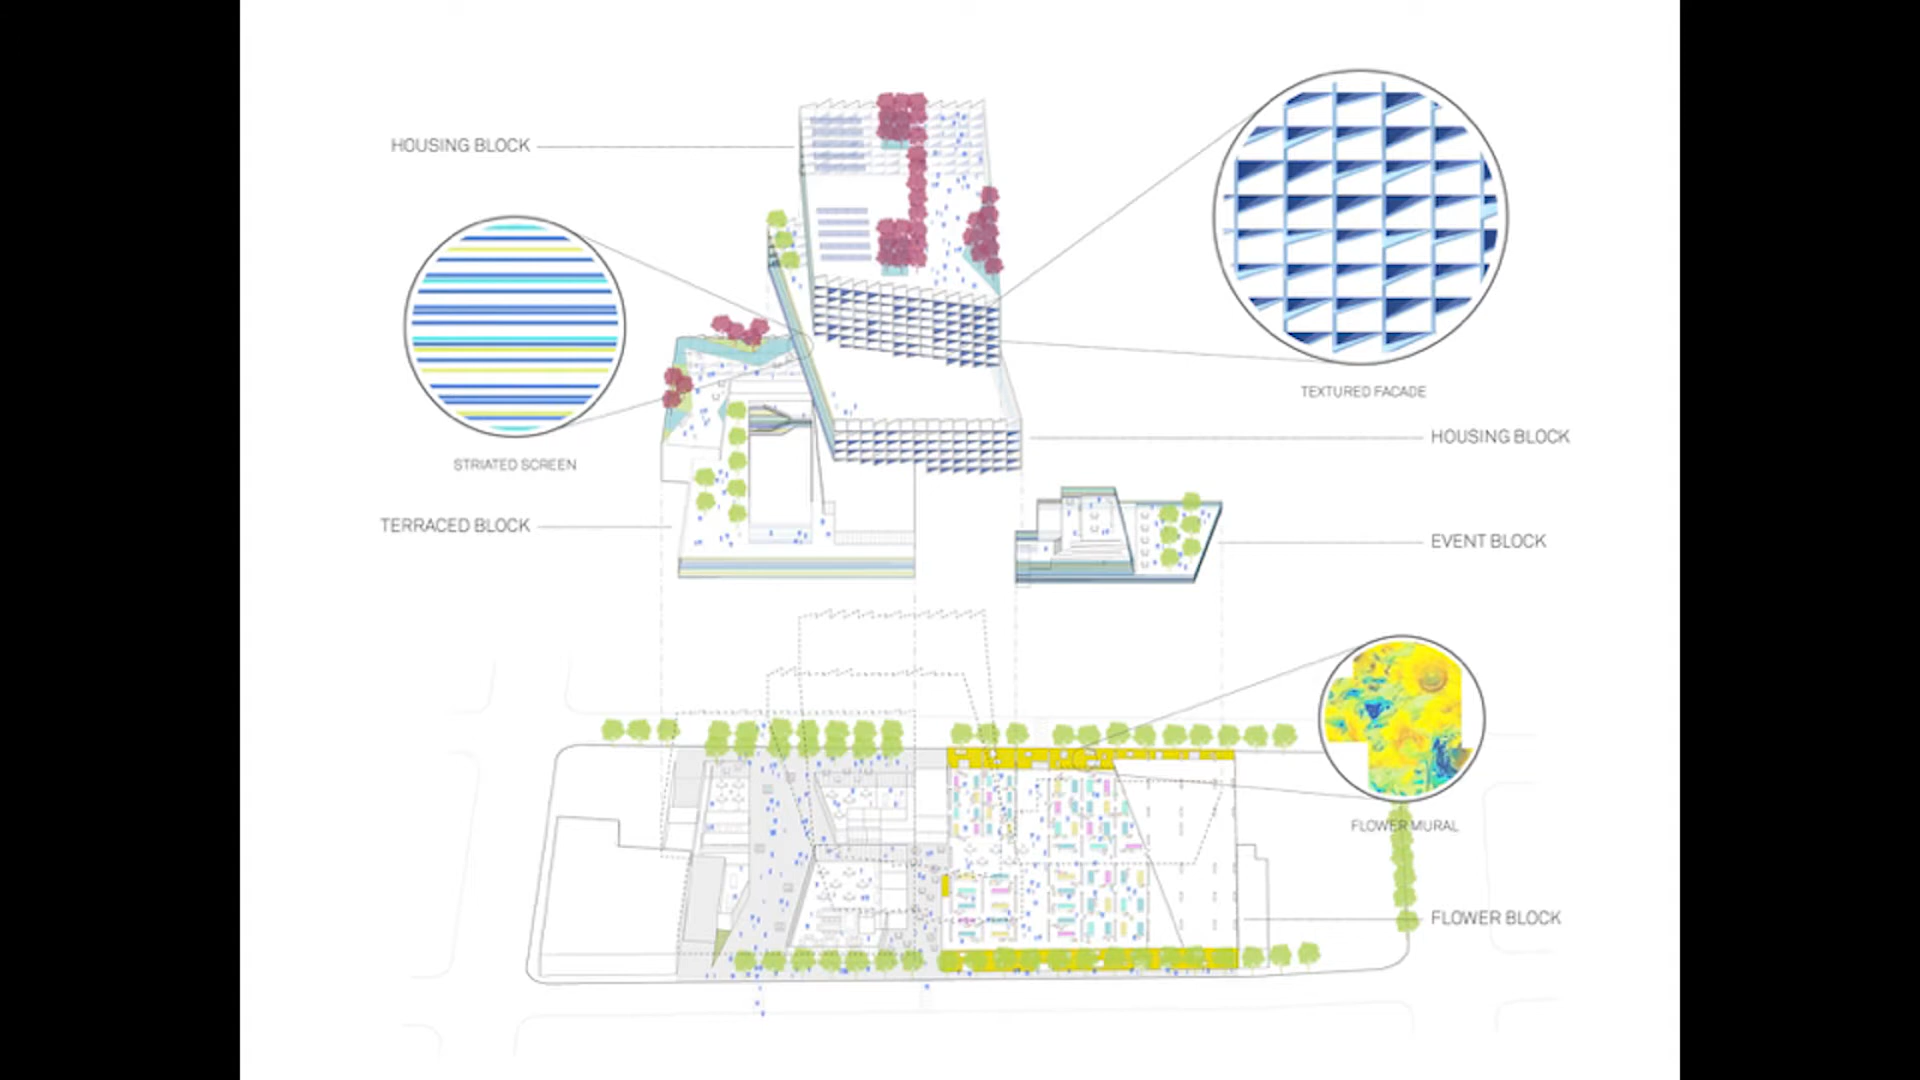 HOUSING BLOCK
TEXTURED FACADE
HOUSING BLOCK
STRIATED SCREEN
TERRACED BLOCK
EVENT BLOCK
FLOWER MURAL
FLOWER BLOCK